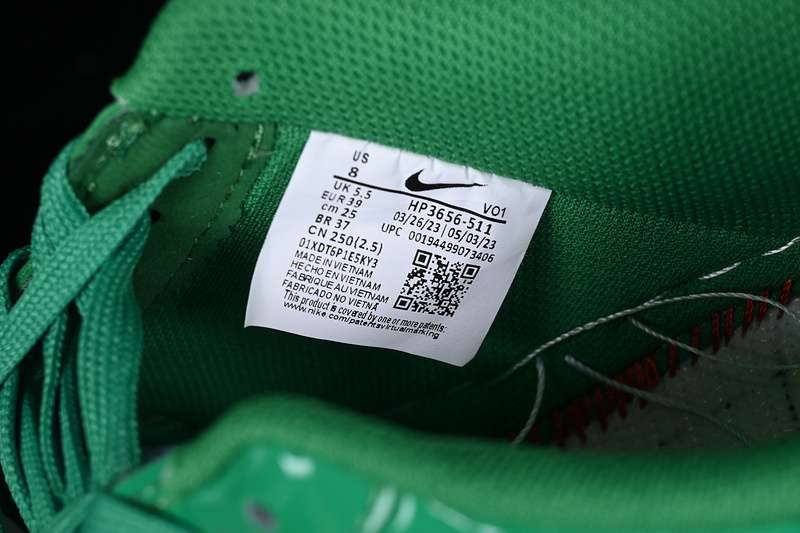 US
8
UK 5.5
EUR 39
cm 25
BR 37
CN 250(2.5)
01XDT6P1E5KY3
MADE IN VIETNAM
HECHO EN VIETNAM
FABRIQUE AU VIETNAM
FABRICADO NO VIETNÃ
VO1
HP3656-511
03/26/23 | 05/03/23
UPC 00194499073406
This product is covered by one or more patents:
www.nike.com/patentsvirtualmarking